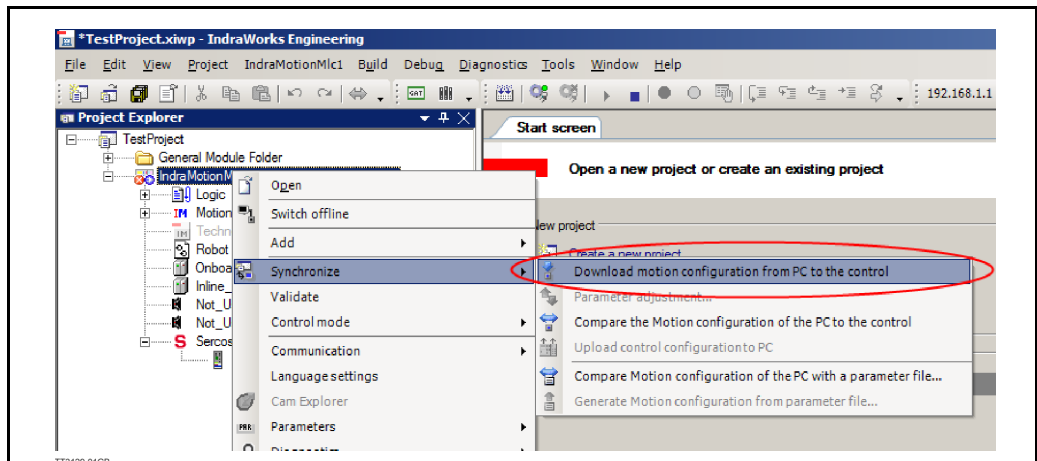 *TestProject.xiwp - IndraWorks Engineering
File Edit View Project IndraMotionMlc1 Build Debug Diagnostics Tools Window Help
192.168.1.1
Project Explorer
TestProject
General Module Folder
IndraMotionM
Logic
Motion
Techn
Robot
Onboa
Inline_
Not_U
Not_U
Sercos
Open
Switch offline
Add
Synchronize
Validate
Control mode
Communication
Language settings
Cam Explorer
Parameters
Start screen
Open a new project or create an existing project
New project
Create a new project
Download motion configuration from PC to the control
Parameter adjustment...
Compare the Motion configuration of the PC to the control
Upload control configuration to PC
Compare Motion configuration of the PC with a parameter file...
Generate Motion configuration from parameter file...